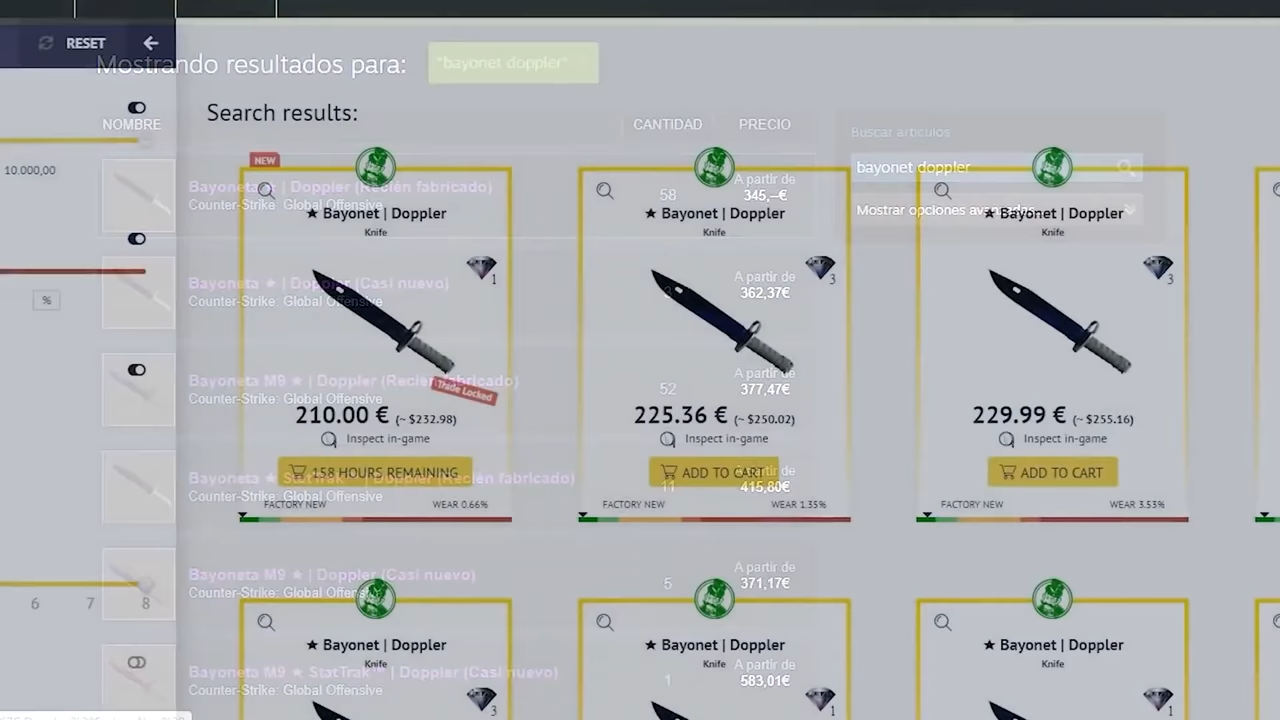 RESET
Mostrando resultados para:
"bayonet doppler"
Search results:
NOMBRE
CANTIDAD
PRECIO
Buscar artículos
bayonet doppler
Mostrar opciones avanzadas
10.000,00
%
6 7 8
NEW
★ Bayonet | Doppler
Knife
1
Trade Locked
210.00 € (~ $232.98)
Inspect in-game
158 HOURS REMAINING
FACTORY NEW
WEAR 0.66%
★ Bayonet | Doppler
Knife
3
225.36 € (~ $250.02)
Inspect in-game
ADD TO CART
FACTORY NEW
WEAR 1.35%
★ Bayonet | Doppler
Knife
3
229.99 € (~ $255.16)
Inspect in-game
ADD TO CART
FACTORY NEW
WEAR 3.53%
★ Bayonet | Doppler
Knife
3
★ Bayonet | Doppler
Knife
1
★ Bayonet | Doppler
Knife
1
Bayoneta ★ | Doppler (Recién fabricado)
Counter-Strike: Global Offensive
58
A partir de
345,--€
Bayoneta ★ | Doppler (Casi nuevo)
Counter-Strike: Global Offensive
A partir de
362,37€
Bayoneta M9 ★ | Doppler (Recién fabricado)
Counter-Strike: Global Offensive
52
A partir de
377,47€
Bayoneta ★ StatTrak™ | Doppler (Recién fabricado)
Counter-Strike: Global Offensive
11
A partir de
415,80€
Bayoneta M9 ★ | Doppler (Casi nuevo)
Counter-Strike: Global Offensive
5
A partir de
371,17€
Bayoneta M9 ★ StatTrak™ | Doppler (Casi nuevo)
Counter-Strike: Global Offensive
1
A partir de
583,01€